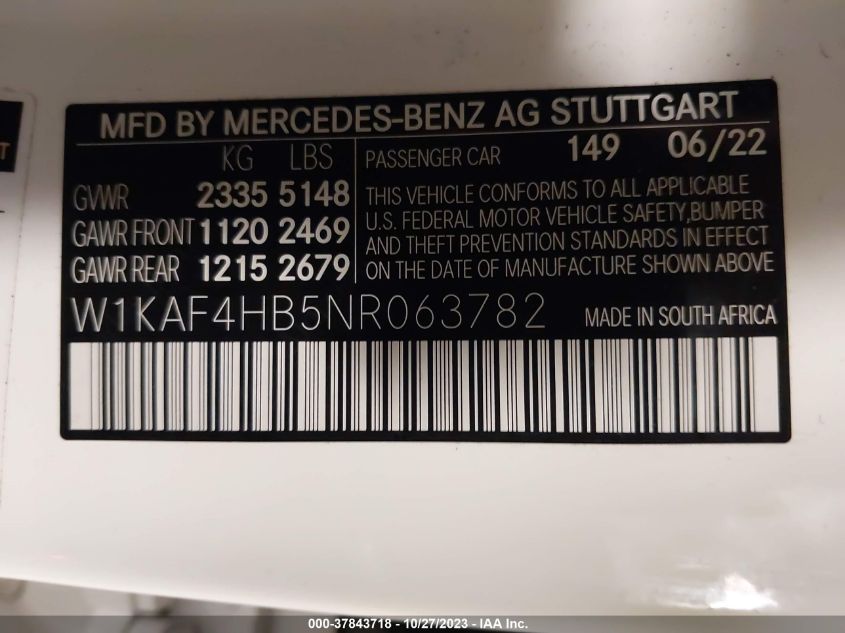 MFD BY MERCEDES-BENZ AG STUTTGART
KG LBS
GVWR 2335 5148
GAWR FRONT 1120 2469
GAWR REAR 1215 2679
PASSENGER CAR 149 06/22
THIS VEHICLE CONFORMS TO ALL APPLICABLE
U.S. FEDERAL MOTOR VEHICLE SAFETY,BUMPER
AND THEFT PREVENTION STANDARDS IN EFFECT
ON THE DATE OF MANUFACTURE SHOWN ABOVE
W1KAF4HB5NR063782 MADE IN SOUTH AFRICA
000-37843718 - 10/27/2023 - IAA Inc.